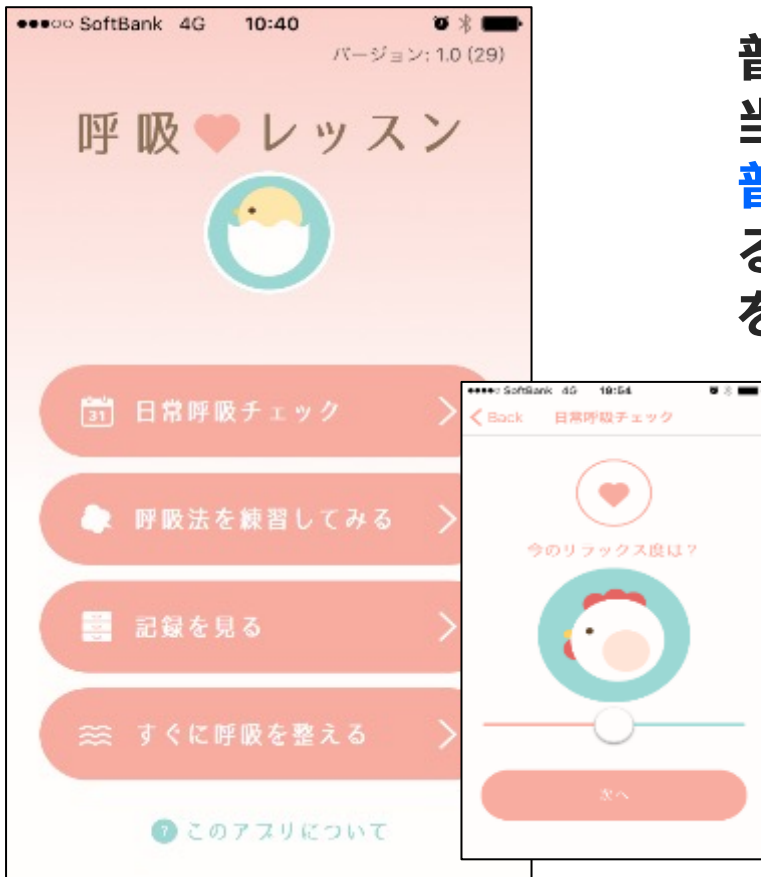 SoftBank 4G 10:40
バージョン: 1.0 (29)
呼吸♥レッスン
31 日常呼吸チェック
呼吸法を練習してみる
記録を見る
すぐに呼吸を整える
? このアプリについて
普
当
普
る
を
SoftBank 4G 18:54
Back 日常呼吸チェック
今のリラックス度は?
次へ